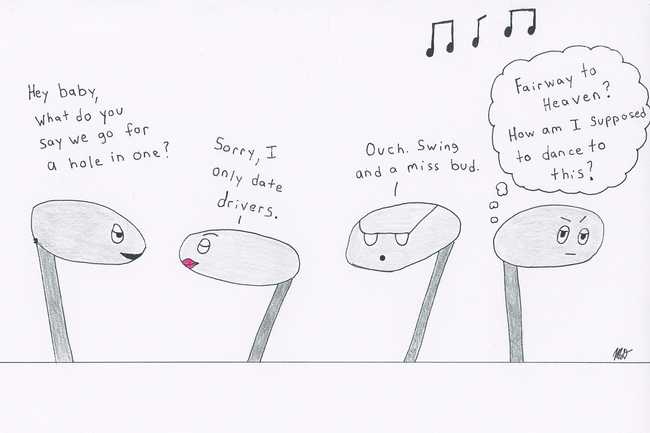 Hey baby,
what do you
say we go for
a hole in one?
Sorry, I
only date
drivers.
Ouch. Swing
and a miss bud.
Fairway to
Heaven?
How am I supposed
to dance to
this?